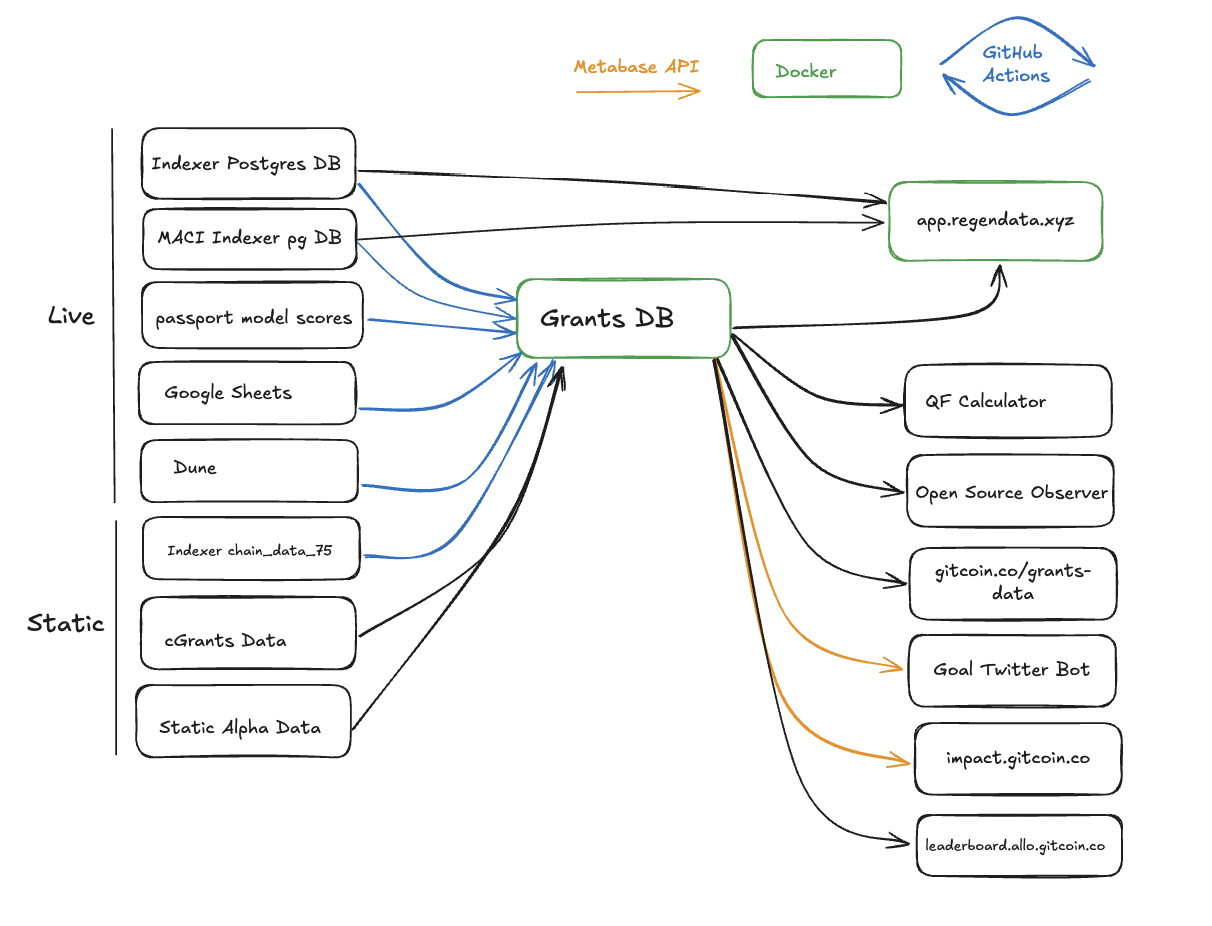 Metabase API
Docker
GitHub
Actions
Indexer Postgres DB
MACI Indexer pg DB
app.regendata.xyz
Live
passport model scores
Grants DB
Google Sheets
QF Calculator
Dune
Open Source Observer
Indexer chain_data_75
gitcoin.co/grants-
data
Static
cGrants Data
Goal Twitter Bot
Static Alpha Data
impact.gitcoin.co
leaderboard.allo.gitcoin.co